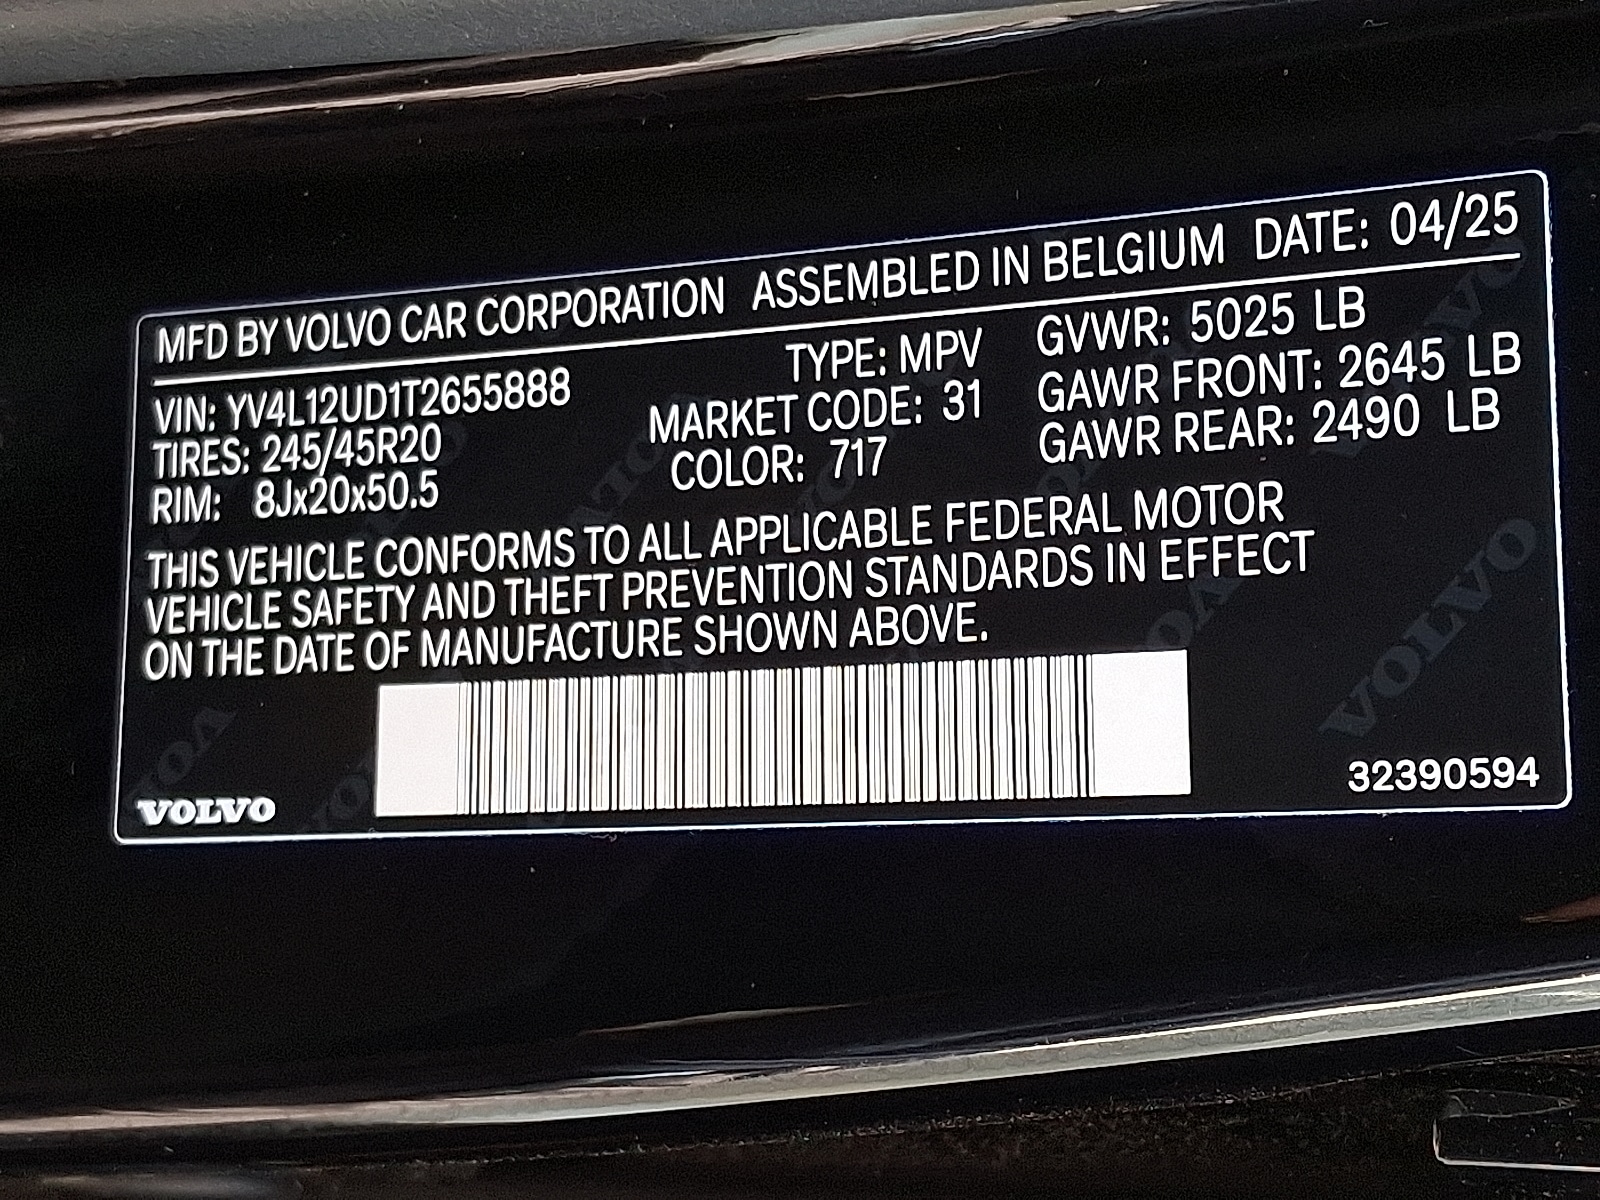 MFD BY VOLVO CAR CORPORATION ASSEMBLED IN BELGIUM DATE: 04/25
VIN: YV4L12UD1T2655888
TIRES: 245/45R20
RIM: 8Jx20x50.5
TYPE: MPV
MARKET CODE: 31
COLOR: 717
GVWR: 5025 LB
GAWR FRONT: 2645 LB
GAWR REAR: 2490 LB
THIS VEHICLE CONFORMS TO ALL APPLICABLE FEDERAL MOTOR
VEHICLE SAFETY AND THEFT PREVENTION STANDARDS IN EFFECT
ON THE DATE OF MANUFACTURE SHOWN ABOVE.
VOLVO
32390594